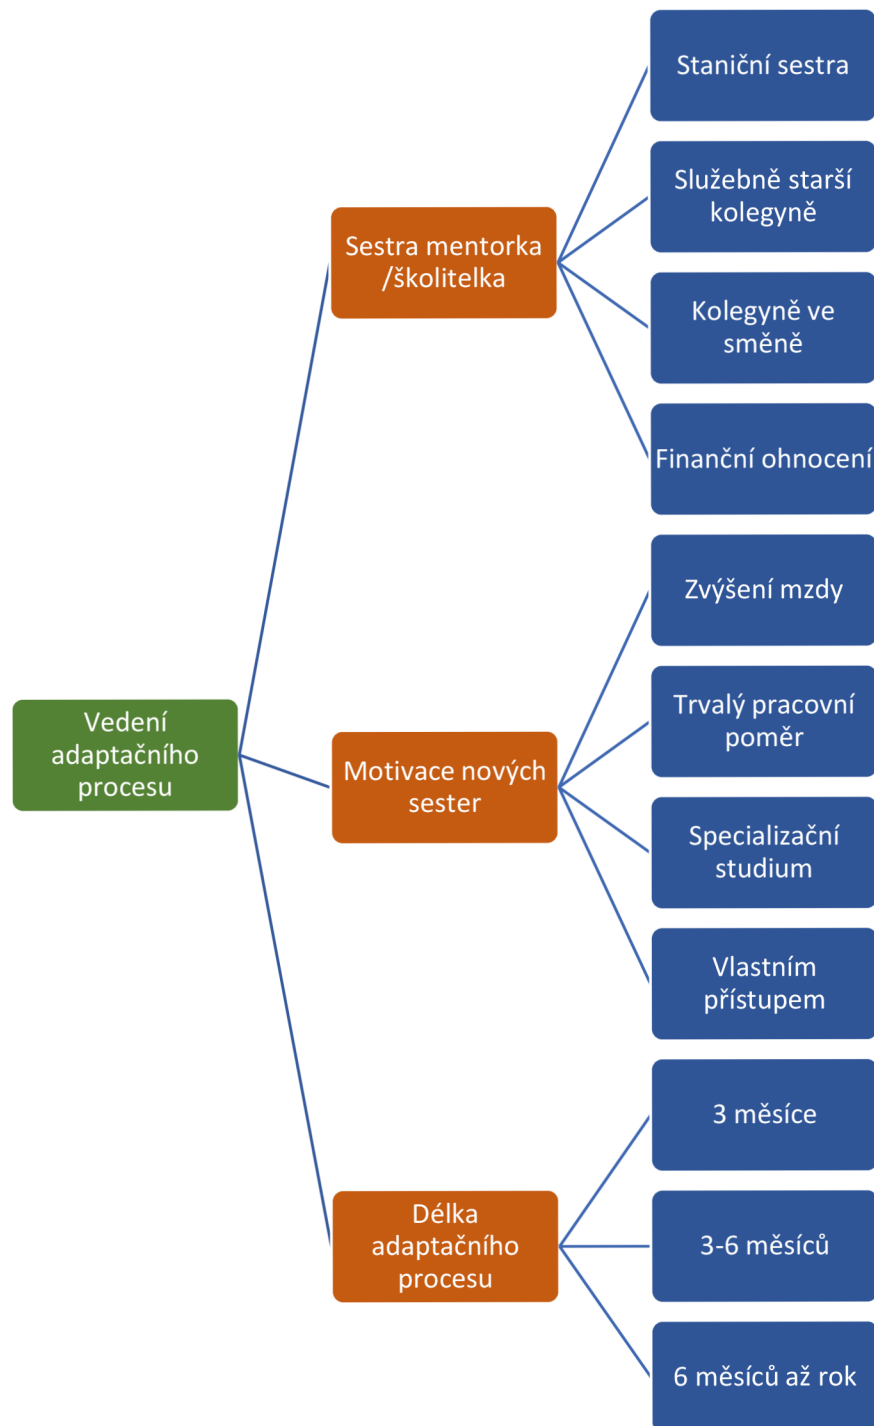 Staniční sestra
Služebně starší
kolegyně
Sestra mentorka
/školitelka
Kolegyně ve
směně
Finanční ohnocení
Zvýšení mzdy
Vedení
adaptačního
procesu
Trvalý pracovní
poměr
Motivace nových
sester
Specializační
studium
Vlastním
přístupem
3 měsíce
Délka
adaptačního
procesu
3-6 měsíců
6 měsíců až rok